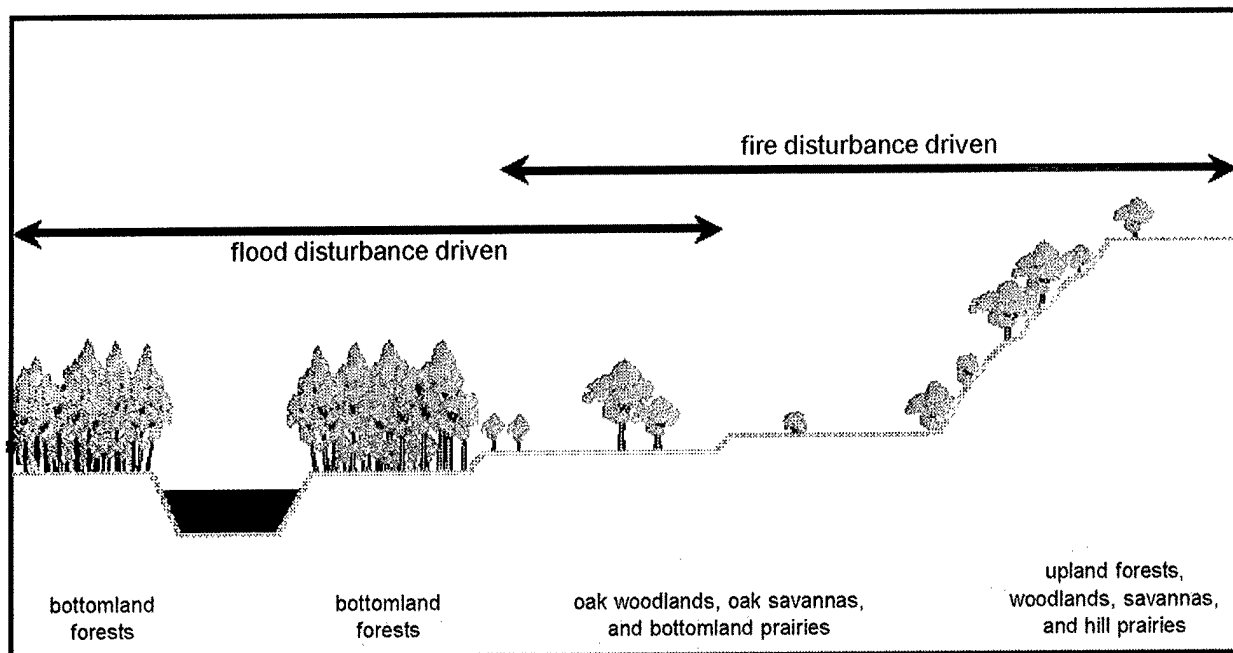 fire disturbance driven
flood disturbance driven
bottomland
forests
bottomland
forests
oak woodlands, oak savannas,
and bottomland prairies
upland forests,
woodlands, savannas,
and hill prairies